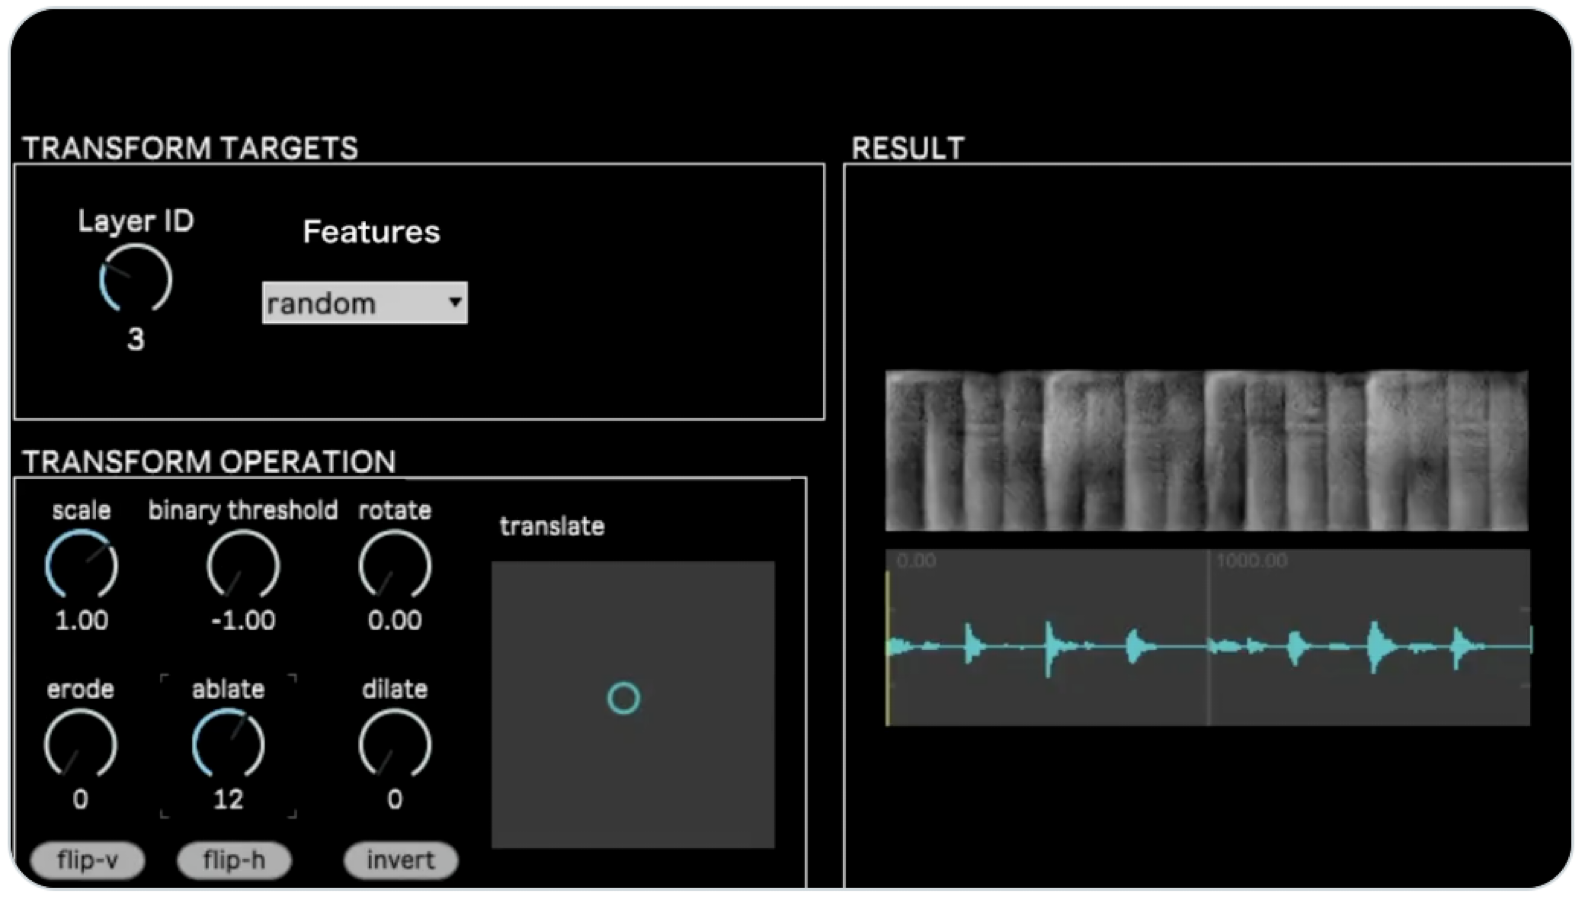 TRANSFORM TARGETS
Layer ID
3
Features
random
TRANSFORM OPERATION
scale
1.00
binary threshold
-1.00
rotate
0.00
translate
erode
0
ablate
12
dilate
0
flip-v
flip-h
invert
RESULT
0.00
1000.00